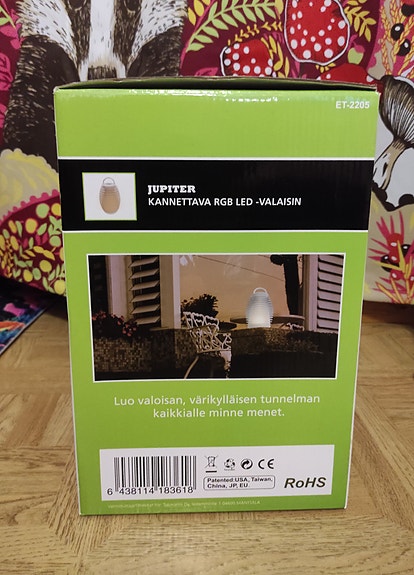 ET-2205
JUPITER
KANNETTAVA RGB LED -VALAISIN
Luo valoisan, värikylläisen tunnelman
kaikkialle minne menet.
6 438114 183618
Patented:USA, Taiwan,
China, JP, EU.
CE
RoHS